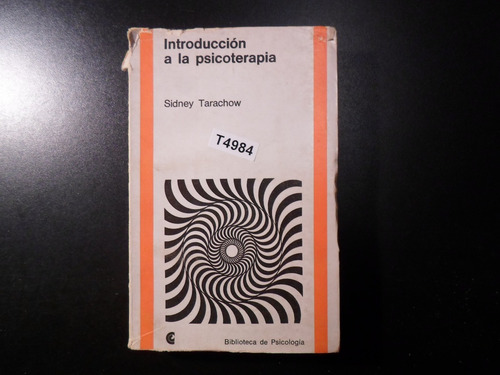 Introducción
a la psicoterapia
Sidney Tarachow
T4984
Biblioteca de Psicología